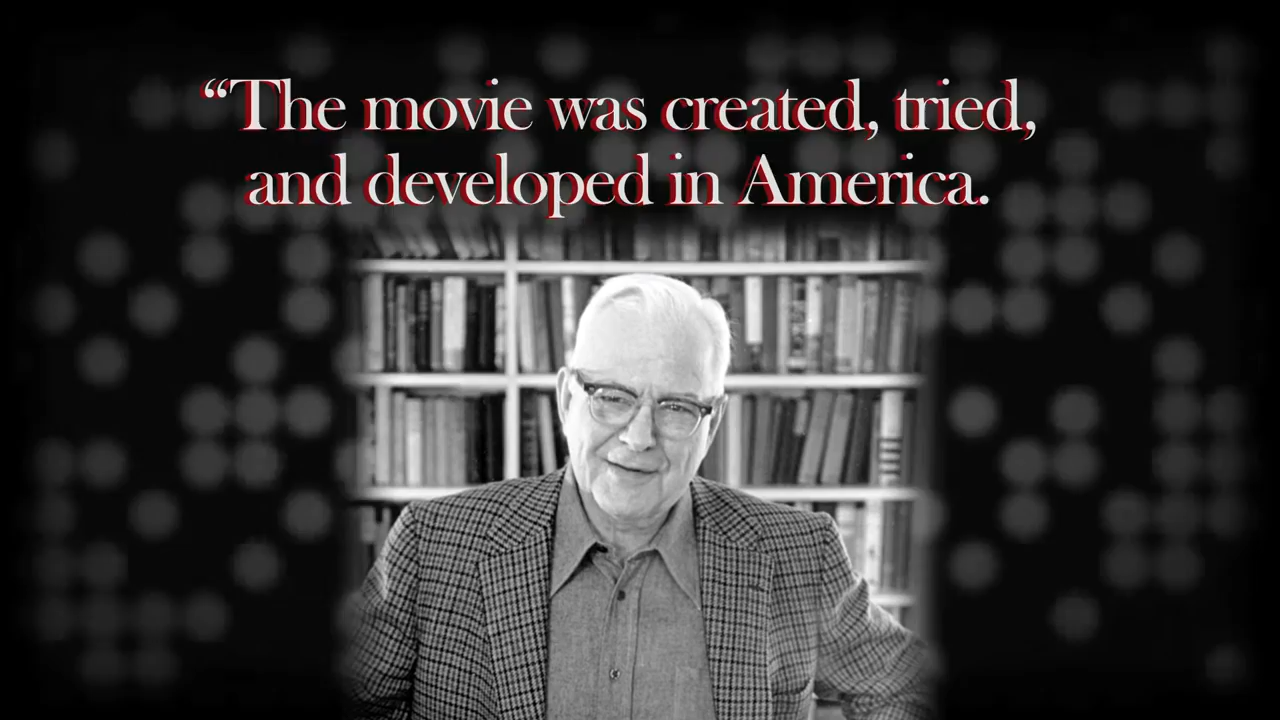 “The movie was created, tried,
and developed in America.